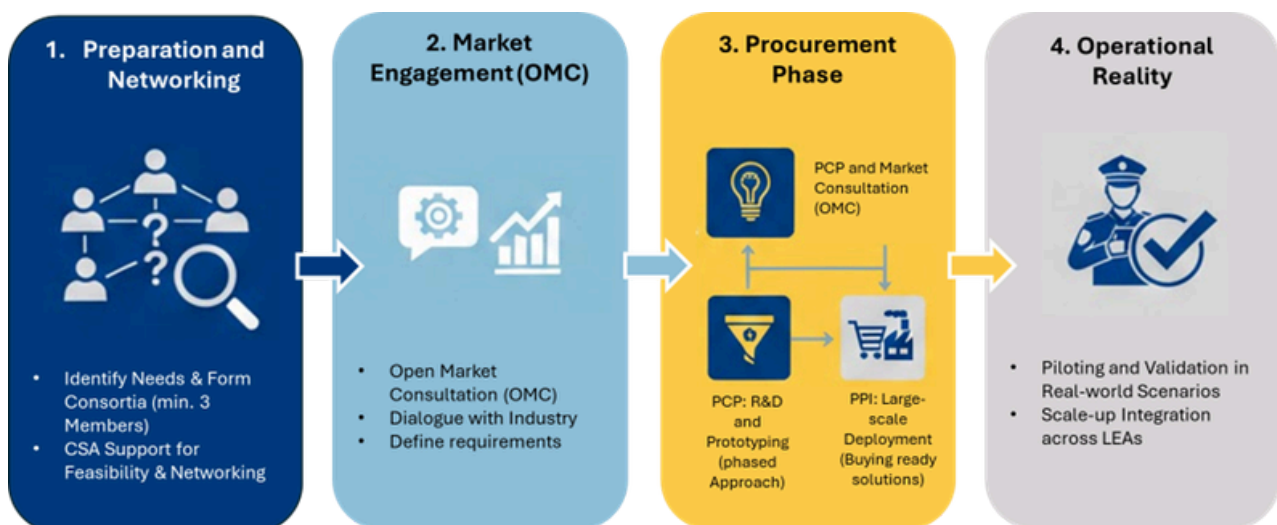 1. Preparation and
Networking
• Identify Needs & Form
Consortia (min. 3
Members)
• CSA Support for
Feasibility & Networking
2. Market
Engagement (OMC)
• Open Market
Consultation (OMC)
• Dialogue with Industry
• Define requirements
3. Procurement
Phase
PCP and Market
Consultation
(OMC)
PCP: R&D
and
Prototyping
(phased
Approach)
PPI: Large-
scale
Deployment
(Buying ready
solutions)
4. Operational
Reality
• Piloting and Validation in
Real-world Scenarios
• Scale-up Integration
across LEAs